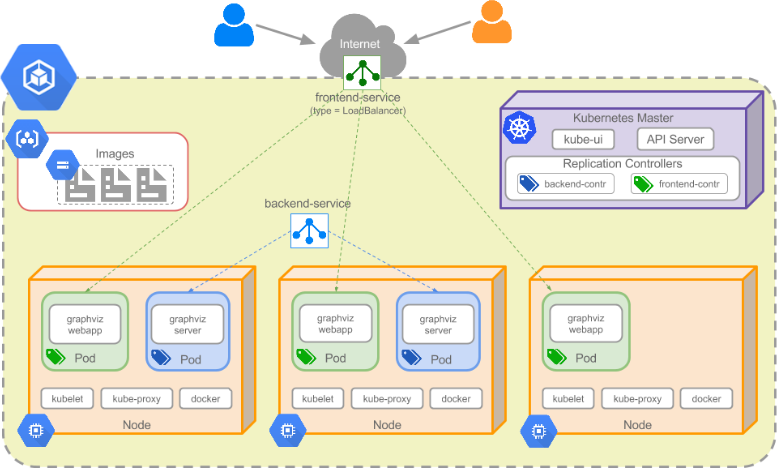 Internet
frontend-service
(type = LoadBalancer)
Kubernetes Master
kube-ui
API Server
Replication Controllers
backend-contr
frontend-contr
Images
backend-service
graphviz
webapp
Pod
graphviz
server
Pod
kubelet
kube-proxy
docker
Node
graphviz
webapp
Pod
graphviz
server
Pod
kubelet
kube-proxy
docker
Node
graphviz
webapp
Pod
kubelet
kube-proxy
docker
Node